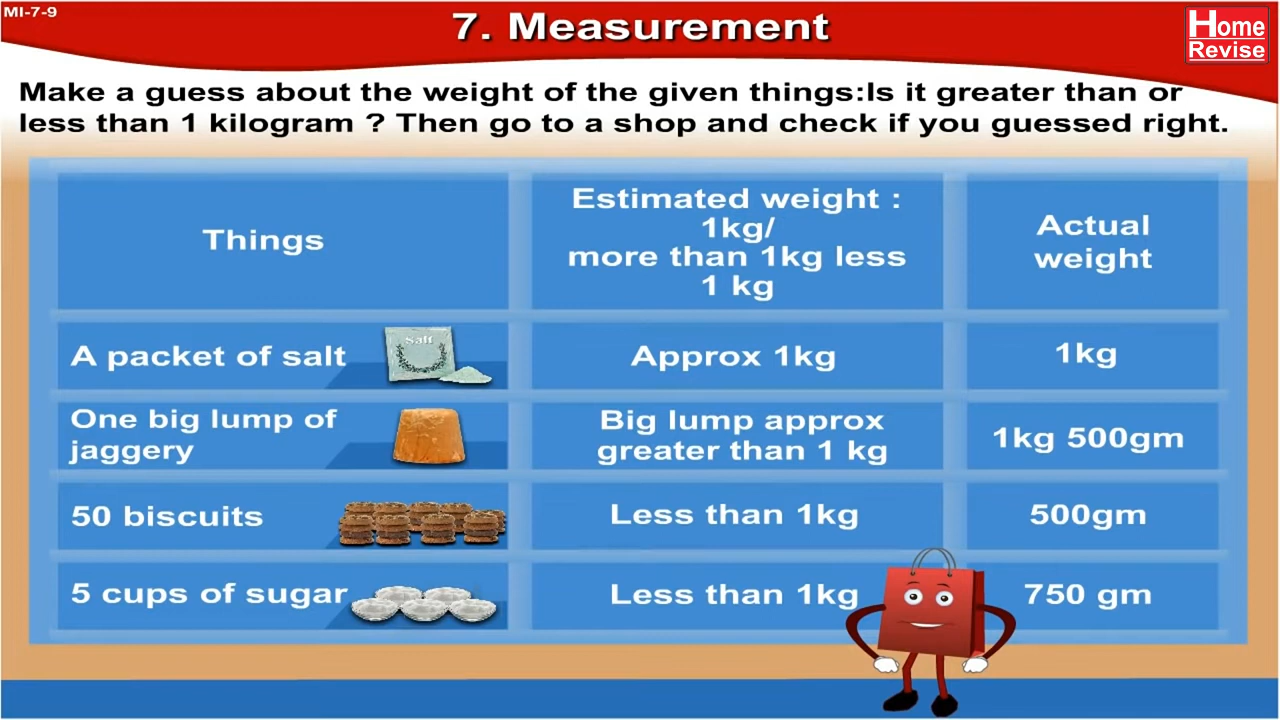 MI-7-9
7. Measurement
Home
Revise
Make a guess about the weight of the given things:Is it greater than or
less than 1 kilogram ? Then go to a shop and check if you guessed right.
Things
Estimated weight :
1kg/
more than 1kg less
1 kg
Actual
weight
A packet of salt
Salt
Approx 1kg
1kg
One big lump of
jaggery
Big lump approx
greater than 1 kg
1kg 500gm
50 biscuits
Less than 1kg
500gm
5 cups of sugar
Less than 1kg
750 gm